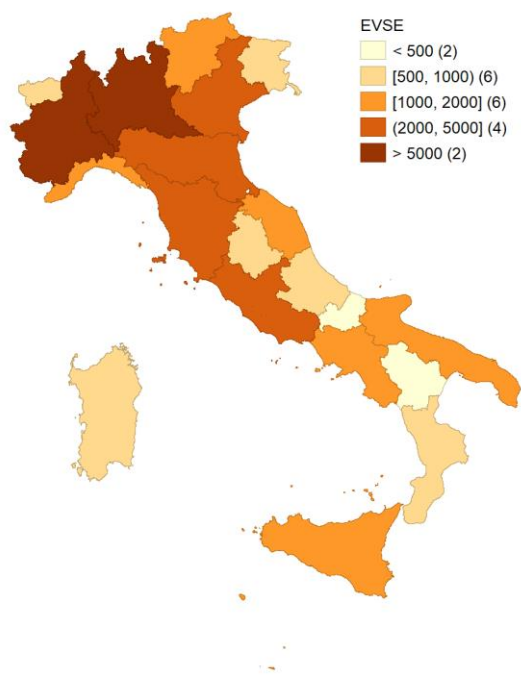 EVSE
< 500 (2)
[500, 1000) (6)
[1000, 2000] (6)
(2000, 5000] (4)
> 5000 (2)